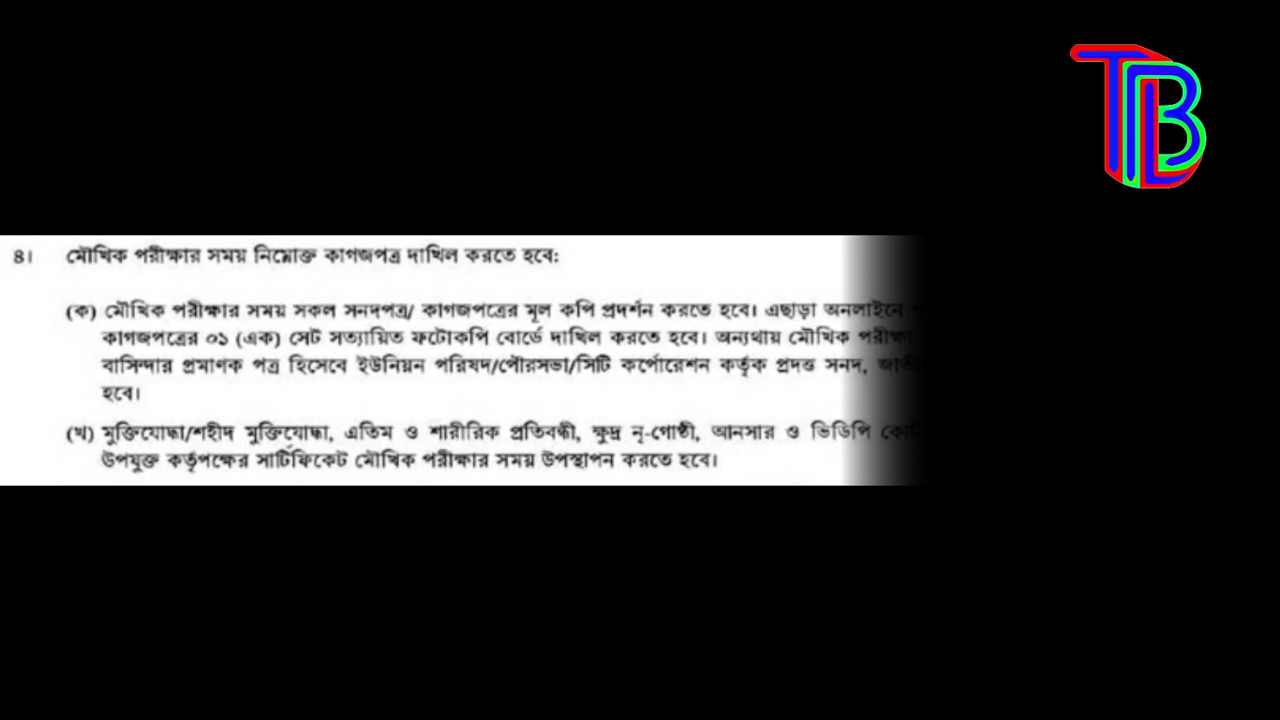 TB
৪। মৌখিক পরীক্ষার সময় নিম্নোক্ত কাগজপত্র দাখিল করতে হবে:
(ক) মৌখিক পরীক্ষার সময় সকল সনদপত্র/ কাগজপত্রের মূল কপি প্রদর্শন করতে হবে। এছাড়া অনলাইনে
কাগজপত্রের ০১ (এক) সেট সত্যায়িত ফটোকপি বোর্ডে দাখিল করতে হবে। অন্যথায় মৌখিক পরীক্ষা
বাসিন্দার প্রমাণক পত্র হিসেবে ইউনিয়ন পরিষদ/পৌরসভা/সিটি কর্পোরেশন কর্তৃক প্রদত্ত সনদ,
হবে।
(খ) মুক্তিযোদ্ধা/শহীদ মুক্তিযোদ্ধা, এতিম ও শারীরিক প্রতিবন্ধী, ক্ষুদ্র নৃ-গোষ্ঠী, আনসার ও ভিডিপি
উপযুক্ত কর্তৃপক্ষের সার্টিফিকেট মৌখিক পরীক্ষার সময় উপস্থাপন করতে হবে।